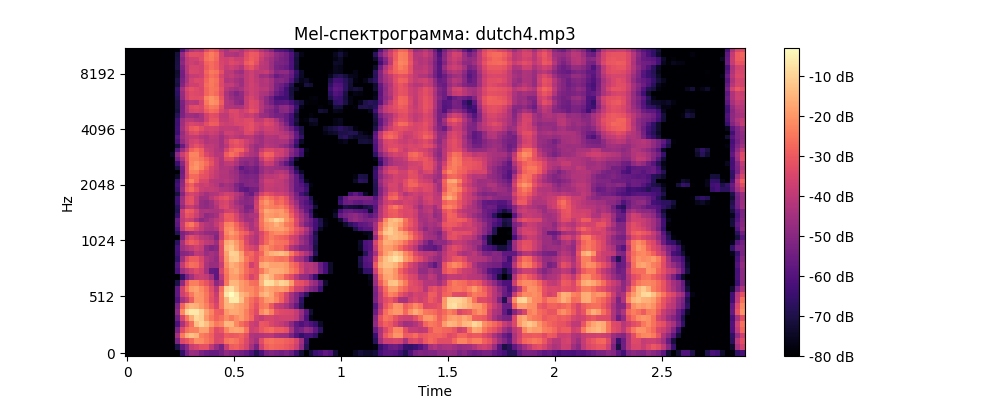 Mel-спектрограмма: dutch4.mp3
8192
4096
2048
1024
512
0
Hz
0 0.5 1 1.5 2 2.5
Time
-10 dB
-20 dB
-30 dB
-40 dB
-50 dB
-60 dB
-70 dB
-80 dB